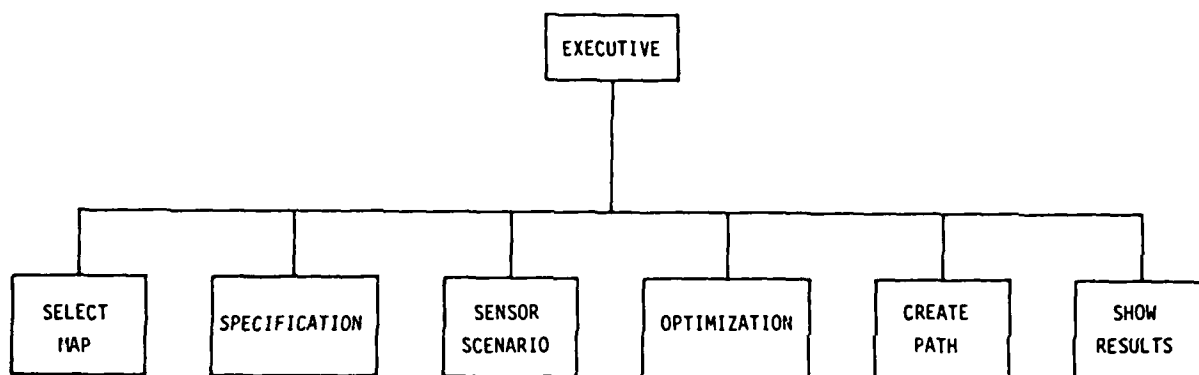 EXECUTIVE
SELECT
MAP
SPECIFICATION
SENSOR
SCENARIO
OPTIMIZATION
CREATE
PATH
SHOW
RESULTS